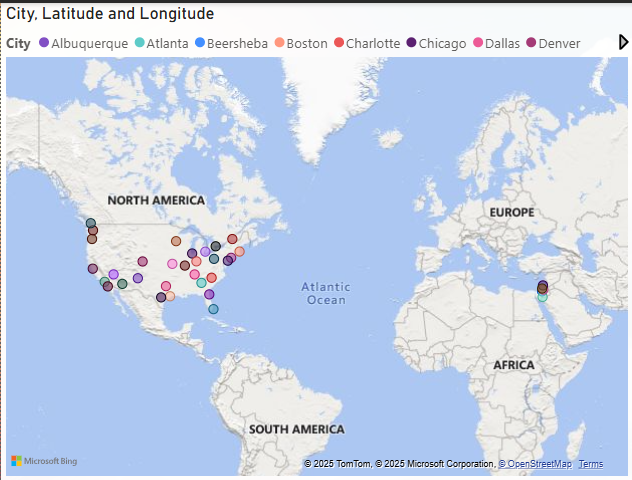 City, Latitude and Longitude
City Albuquerque Atlanta Beersheba Boston Charlotte Chicago Dallas Denver
NORTH AMERICA
EUROPE
Atlantic
Ocean
AFRICA
SOUTH AMERICA
Microsoft Bing
© 2025 TomTom, © 2025 Microsoft Corporation, © OpenStreetMap Terms